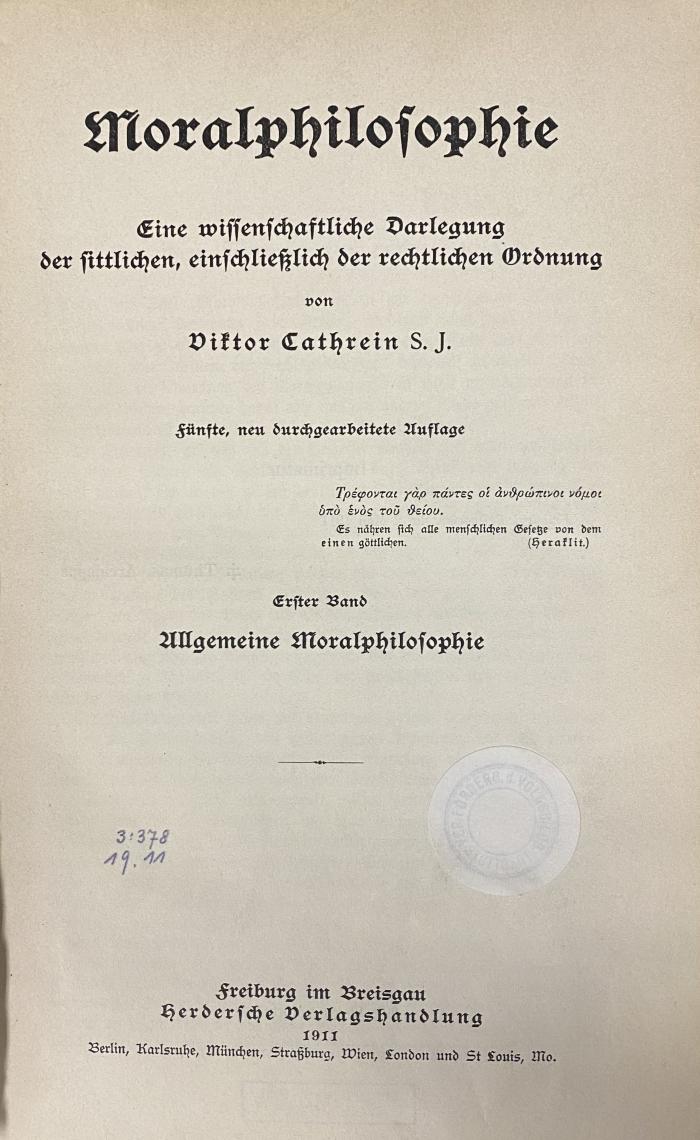 Moralphilosophie
Eine wissenschaftliche Darlegung
der sittlichen, einschließlich der rechtlichen Ordnung
von
Viktor Cathrein S. J.
Fünfte, neu durchgearbeitete Auflage
Τρέφονται γὰρ πάντες οἱ ἀνθρώπινοι νόμοι
ὑπὸ ἑνὸς τοῦ θείου.
Es nähren sich alle menschlichen Gesetze von dem
einen göttlichen. (Heraklit.)
Erster Band
Allgemeine Moralphilosophie
3:378
19.11
Freiburg im Breisgau
Herdersche Verlagshandlung
1911
Berlin, Karlsruhe, München, Straßburg, Wien, London und St Louis, Mo.